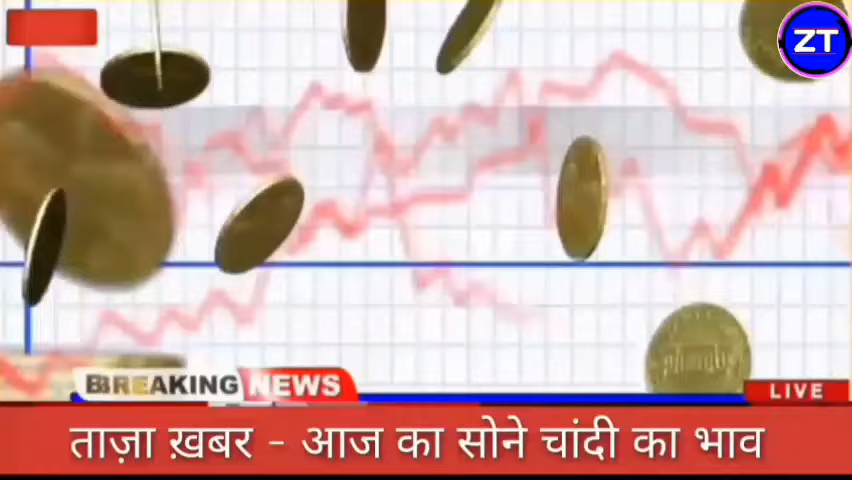 ZT
BREAKING NEWS
LIVE
ताज़ा ख़बर - आज का सोने चांदी का भाव